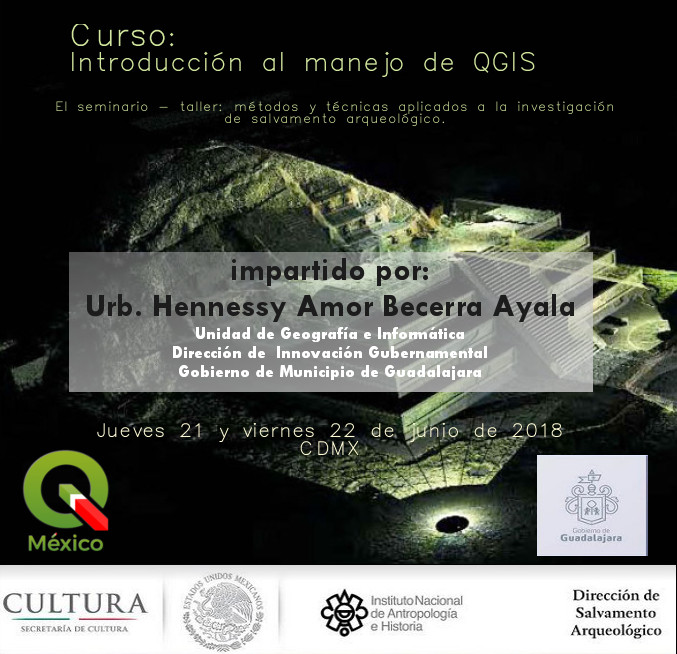 Curso:
Introducción al manejo de QGIS
El seminario – taller: métodos y técnicas aplicados a la investigación
de salvamento arqueológico.
impartido por:
Urb. Hennessy Amor Becerra Ayala
Unidad de Geografía e Informática
Dirección de Innovación Gubernamental
Gobierno de Municipio de Guadalajara
Jueves 21 y viernes 22 de junio de 2018
CDMX
México
Gobierno de
Guadalajara
CULTURA
SECRETARÍA DE CULTURA
ESTADOS UNIDOS MEXICANOS
Instituto Nacional
de Antropología
e Historia
Dirección de
Salvamento
Arqueológico